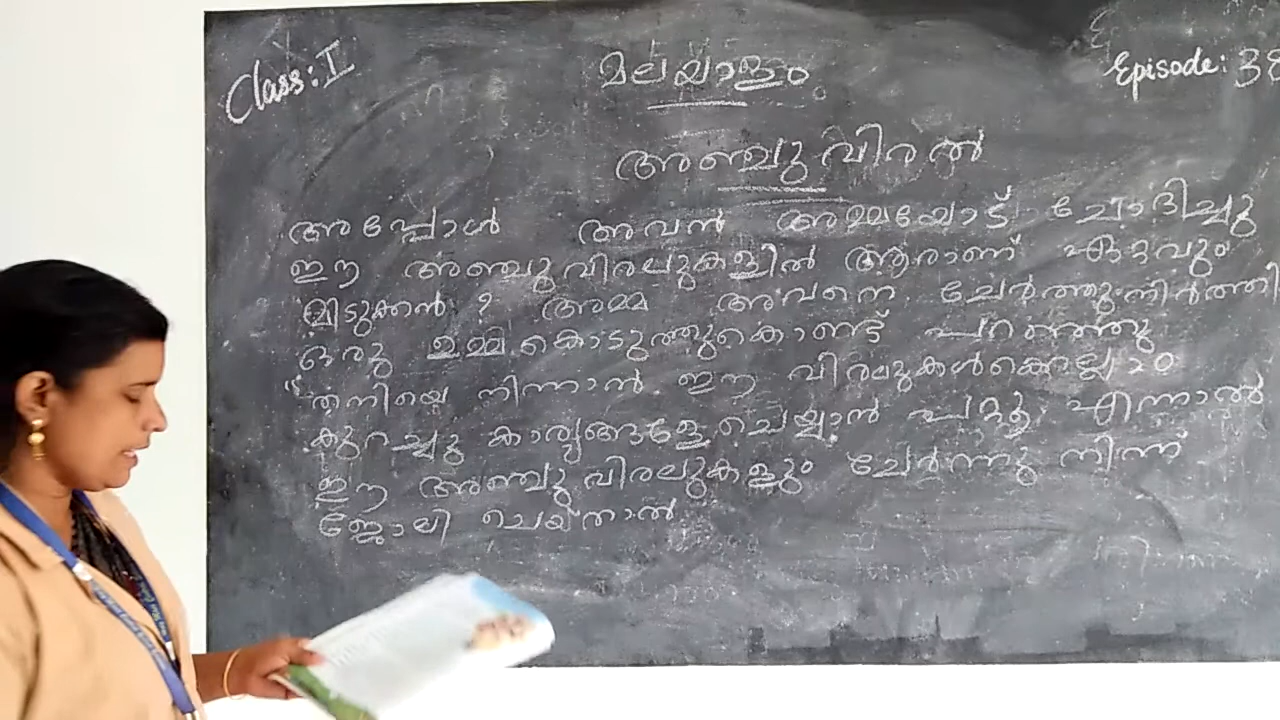 Class: I
മലയാളം
Episode: 38
അഞ്ചുവിരൽ
അപ്പോൾ അവൻ അമ്മയോട് ചോദിച്ചു
ഈ അഞ്ചുവിരലുകളിൽ ആരാണ് ഏറ്റവും
മിടുക്കൻ ? അമ്മ അവനെ ചേർത്തുനിർത്തി
ഒരു ഉമ്മ കൊടുത്തുകൊണ്ട് പറഞ്ഞു
തനിയെ നിന്നാൽ ഈ വിരലുകൾക്കെല്ലാം
കുറച്ചു കാര്യങ്ങളേ ചെയ്യാൻ പറ്റൂ, എന്നാൽ
ഈ അഞ്ചുവിരലുകളും ചേർന്നു നിന്ന്
ജോലി ചെയ്താൽ